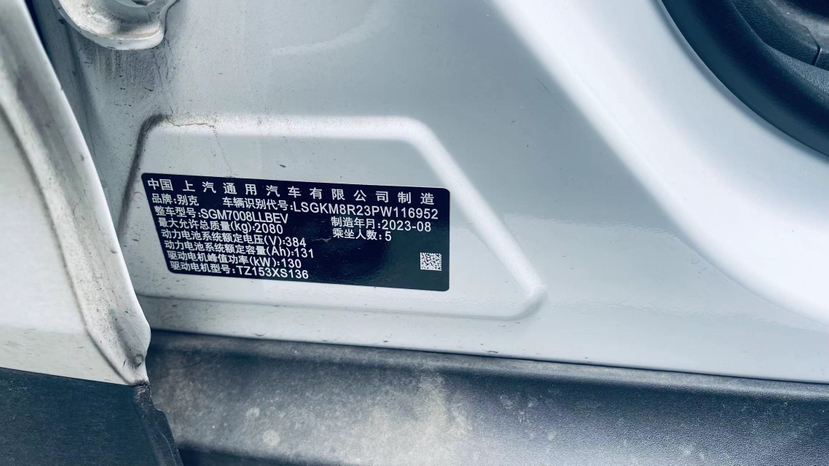 中国上汽通用汽车有限公司制造
品牌:别克 车辆识别代号:LSGKM8R23PW116952
整车型号:SGM7008LLBEV 制造年月:2023-08
最大允许总质量(kg):2080 乘坐人数:5
动力电池系统额定电压(V):384
动力电池系统额定容量(Ah):131
驱动电机峰值功率(kW):130
驱动电机型号:TZ153XS136